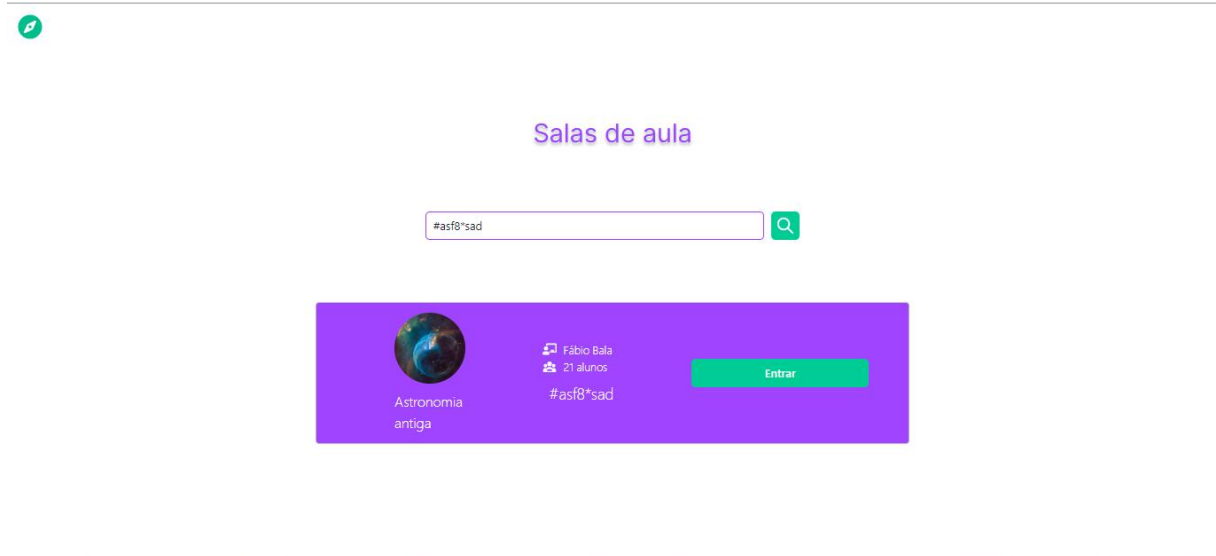 Salas de aula
#asf8*sad
Fábio Bala
21 alunos
#asf8*sad
Entrar
Astronomia
antiga